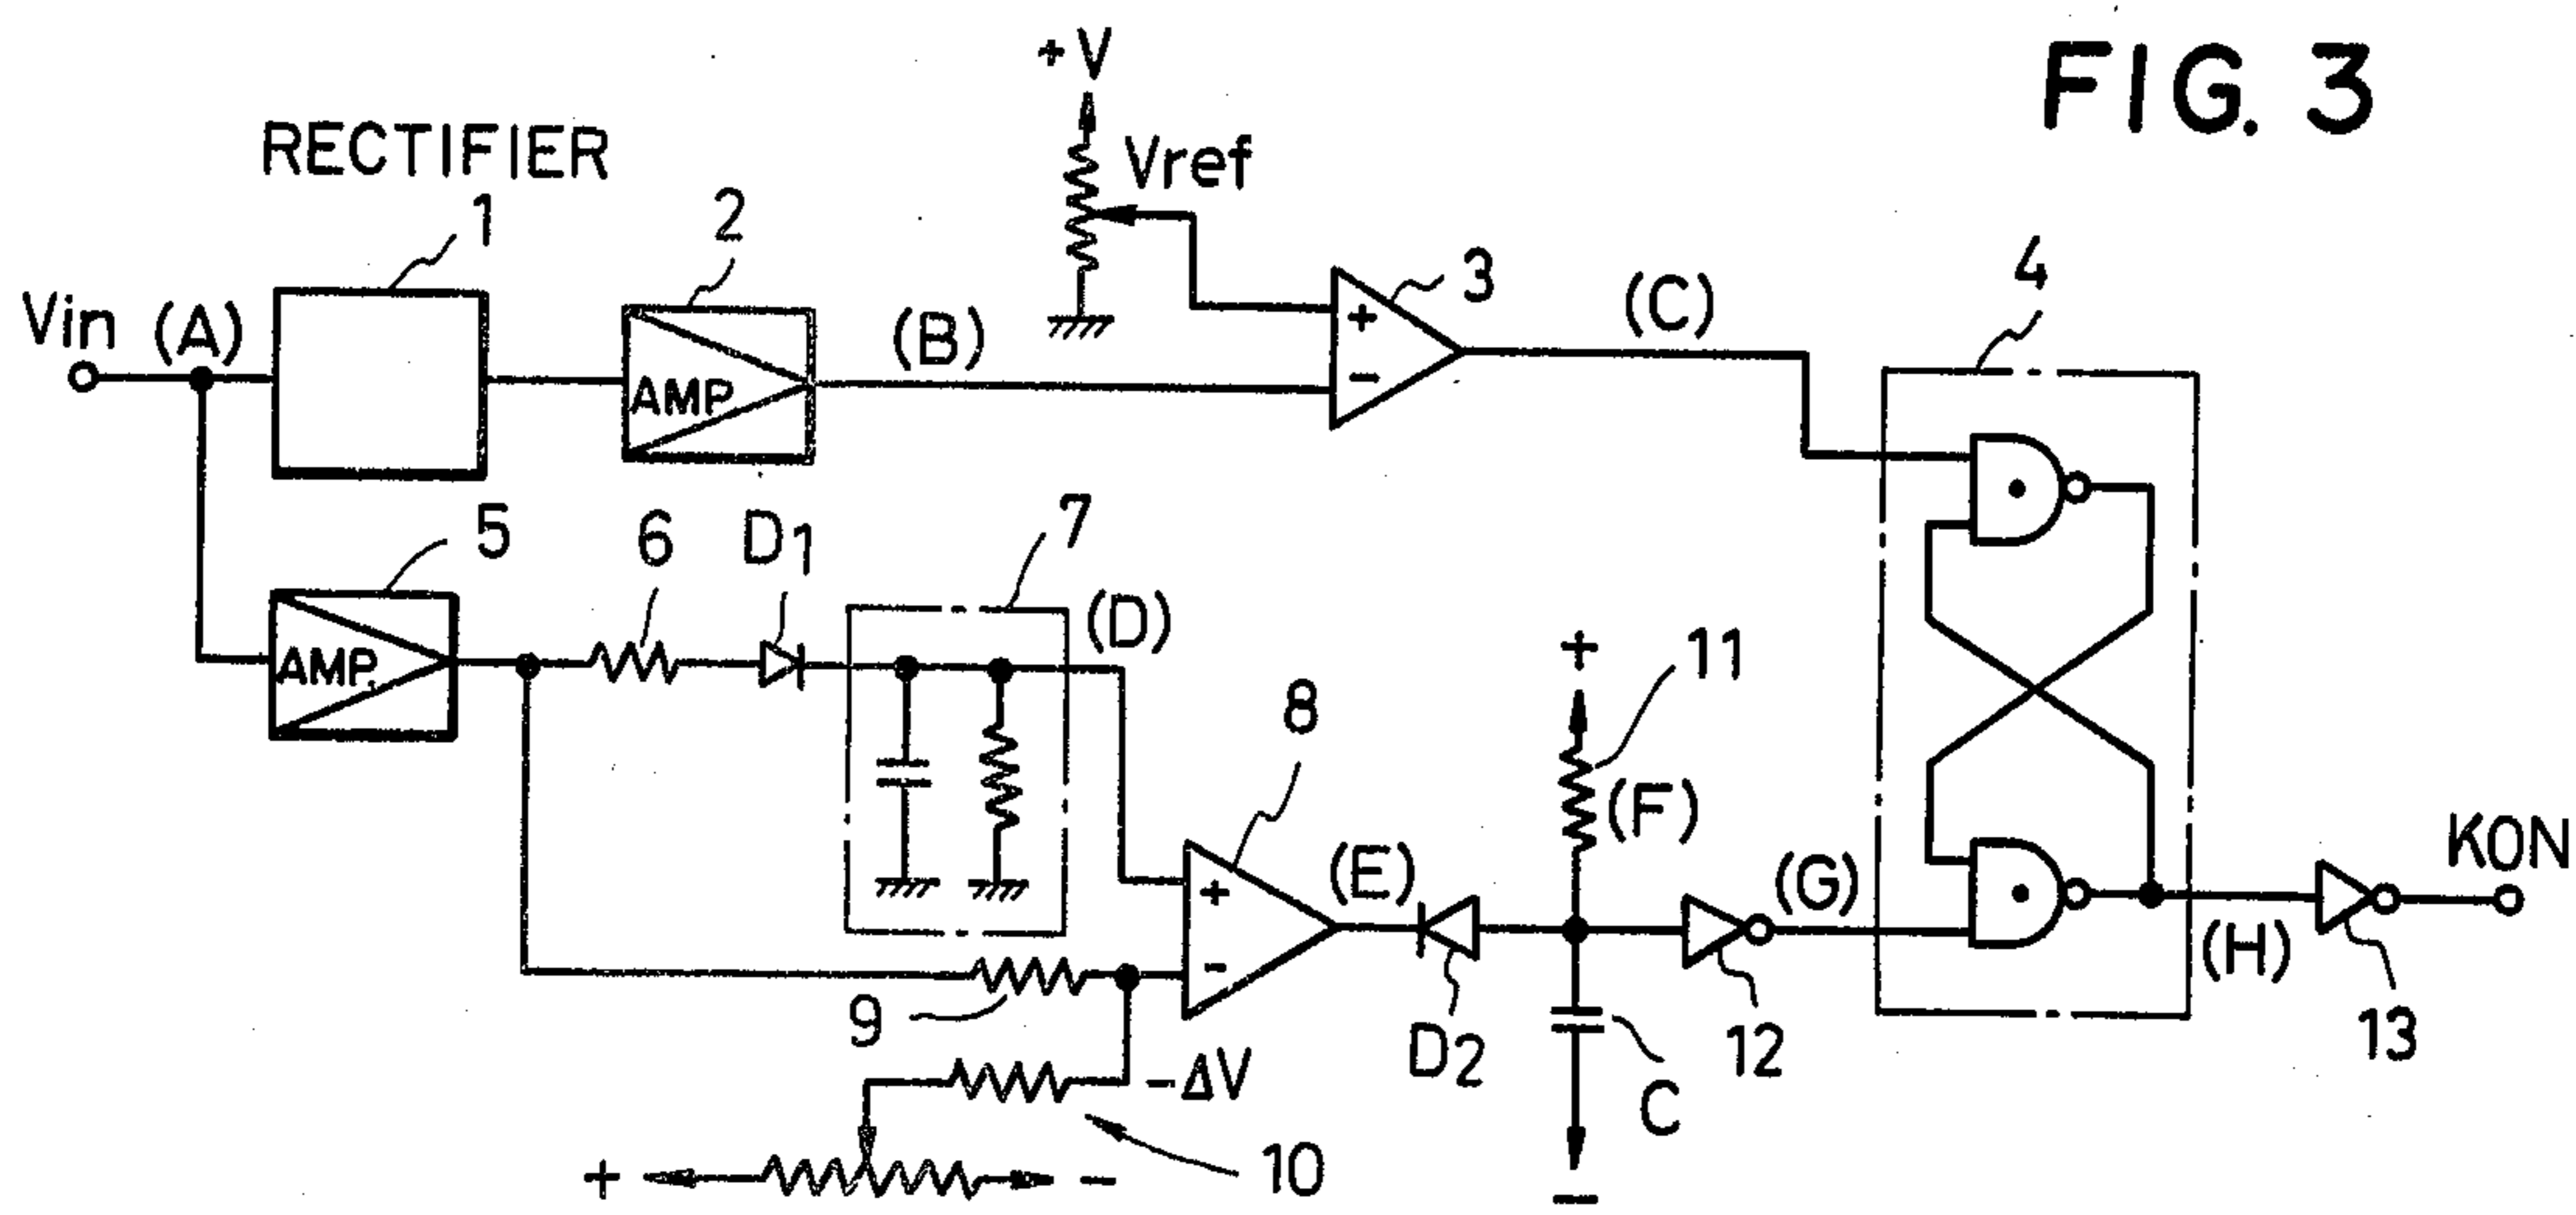 FIG. 3
+V
Vref
RECTIFIER
1
2
3
4
Vin
(A)
AMP
(B)
+
-
(C)
5
6
D1
7
(D)
AMP.
8
+
-
(E)
+
11
(F)
(G)
(H)
KON
9
-ΔV
10
+
-
D2
C
-
12
13